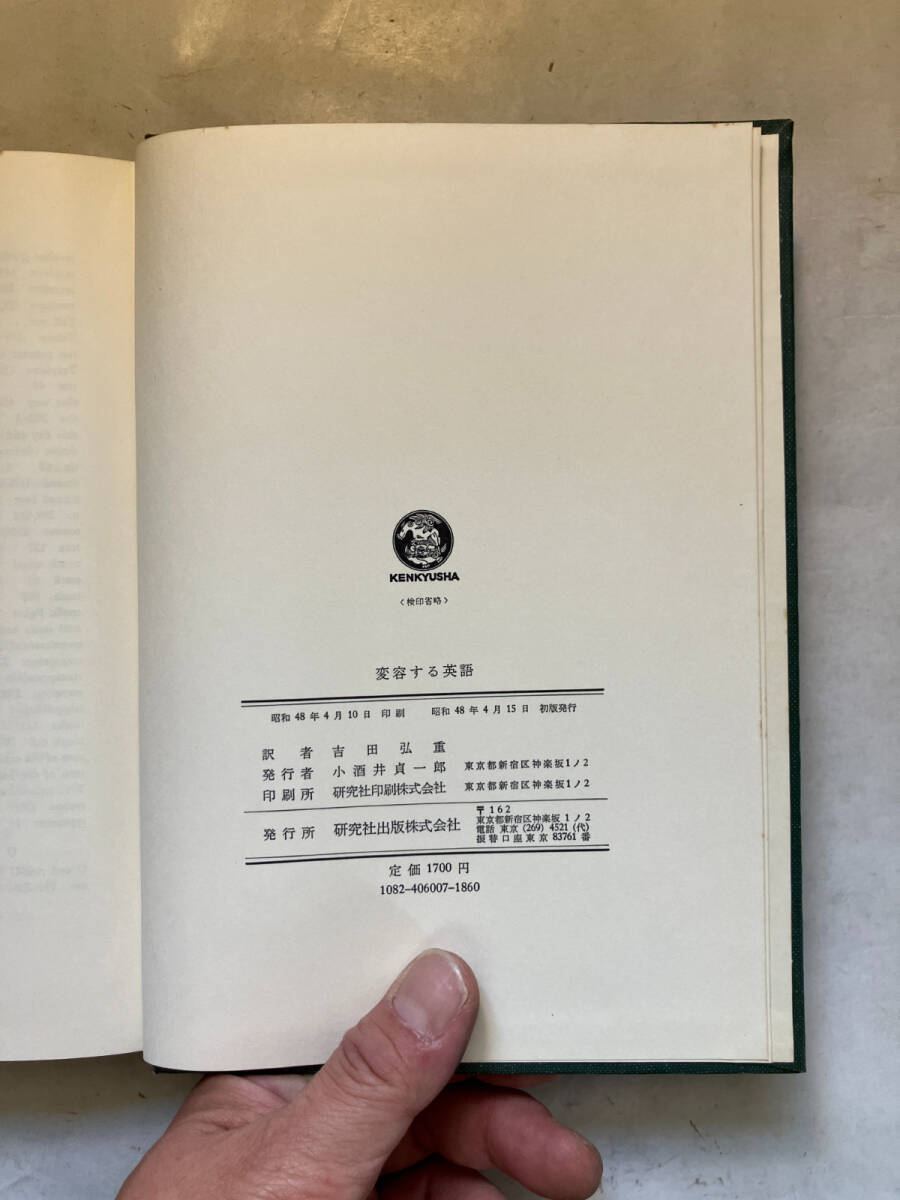 KENKYUSHA
〈検印省略〉
変容する英語
昭和48年4月10日 印刷 昭和48年4月15日 初版発行
訳者 吉田弘重
発行者 小酒井貞一郎 東京都新宿区神楽坂1ノ2
印刷所 研究社印刷株式会社 東京都新宿区神楽坂1ノ2
発行所 研究社出版株式会社
〒162
東京都新宿区神楽坂1ノ2
電話 東京 (269) 4521 (代)
振替口座東京 83761 番
定価 1700 円
1082-406007-1860